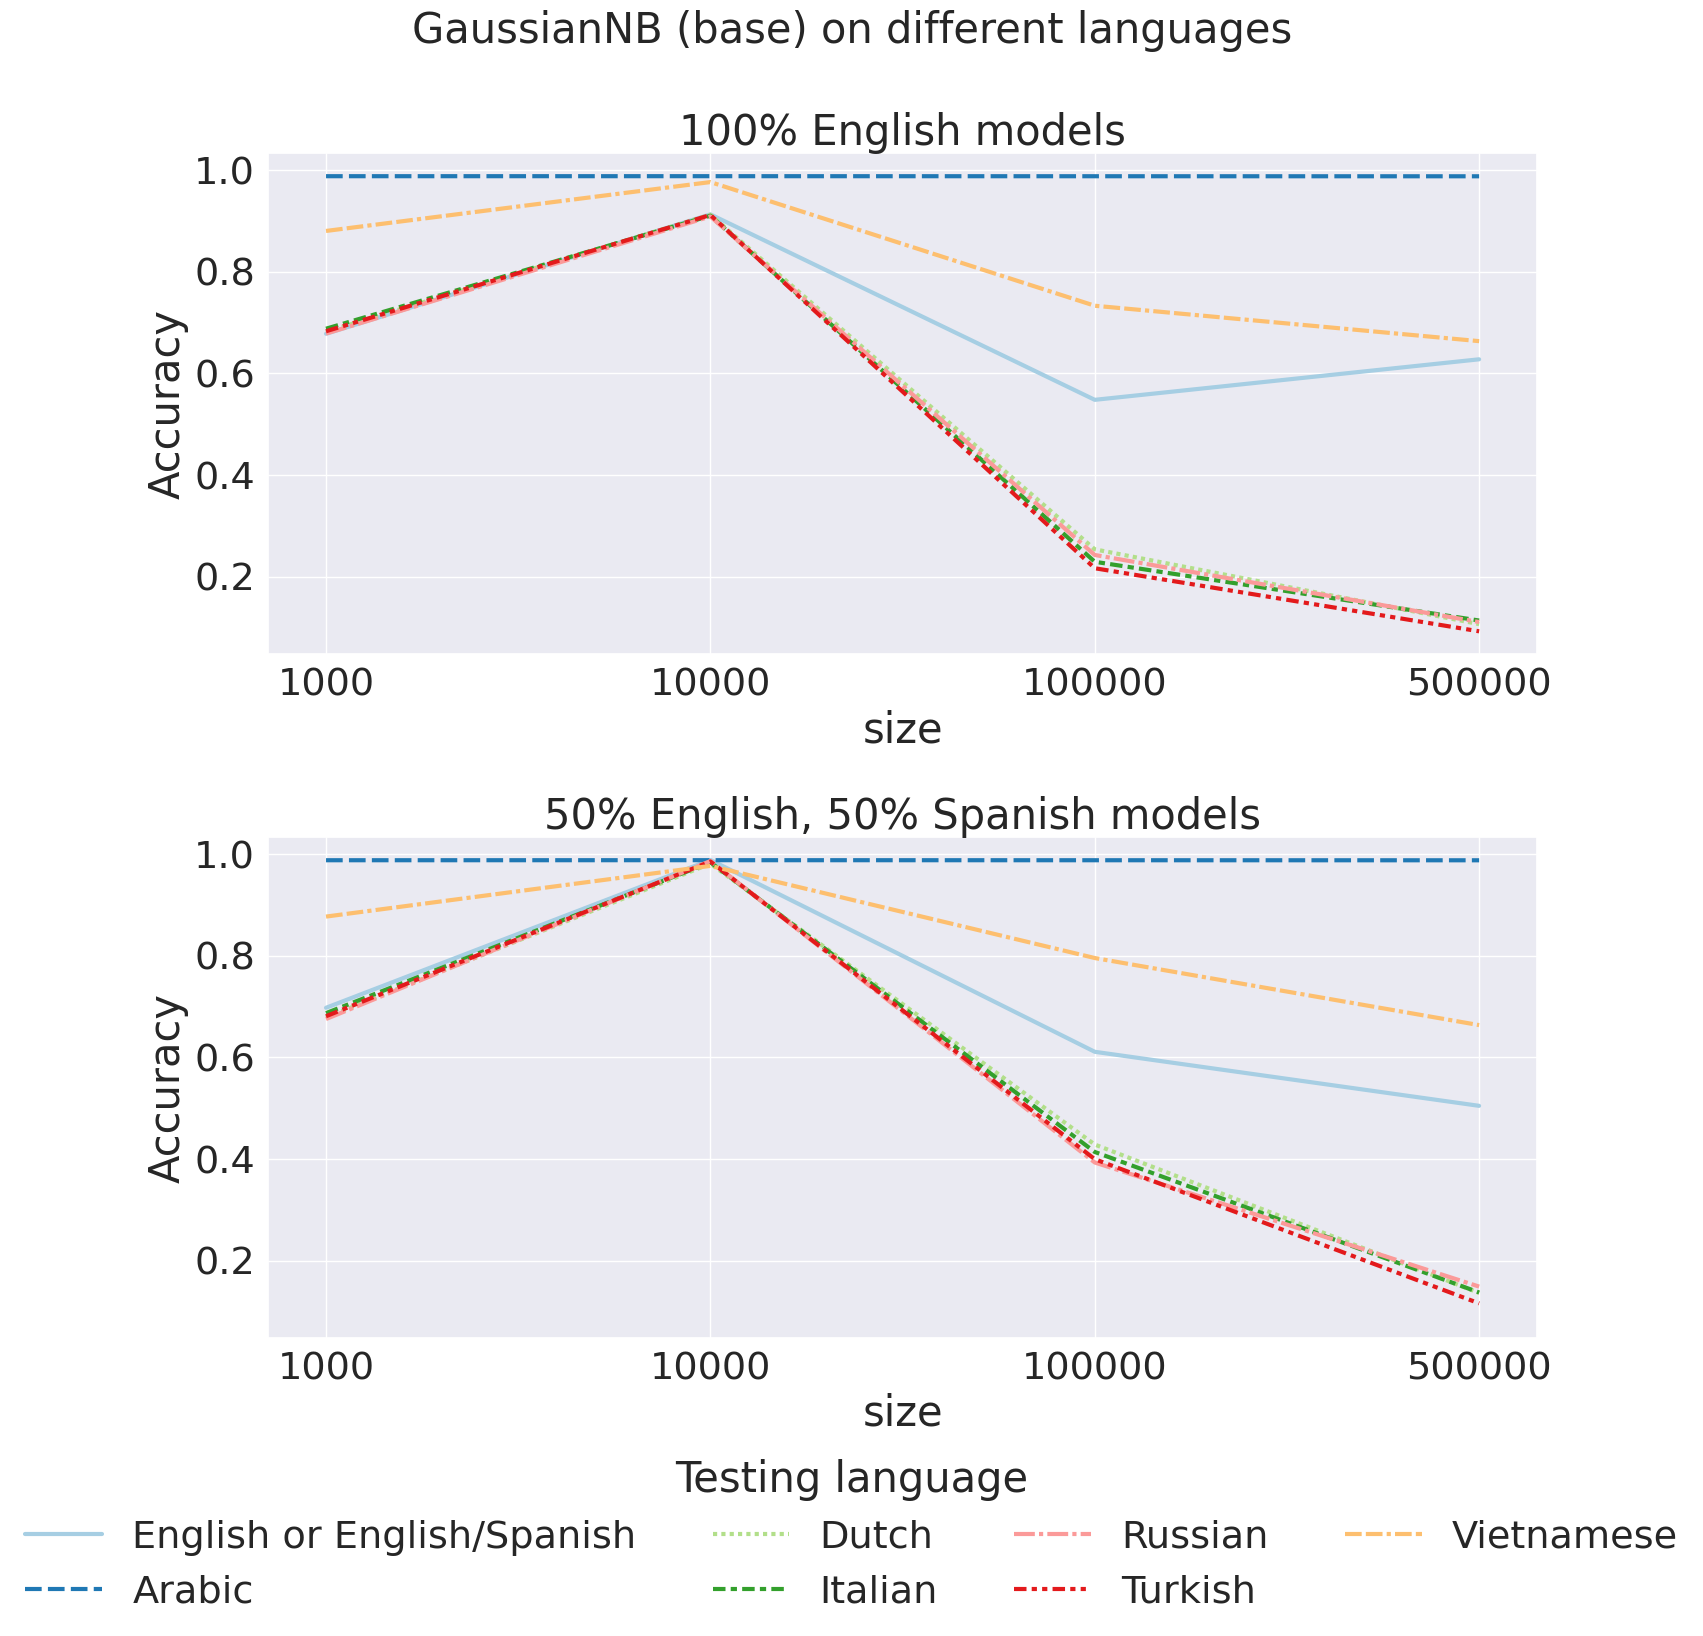 GaussianNB (base) on different languages
100% English models
1.0
0.8
0.6
0.4
0.2
Accuracy
1000 10000 100000 500000
size
50% English, 50% Spanish models
1.0
0.8
0.6
0.4
0.2
Accuracy
1000 10000 100000 500000
size
Testing language
English or English/Spanish Dutch Russian Vietnamese
Arabic Italian Turkish